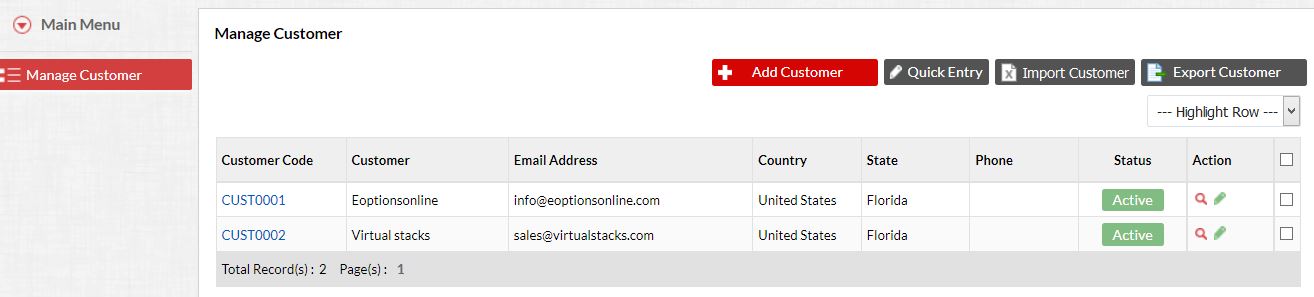 Main Menu
Manage Customer
Manage Customer
Add Customer Quick Entry Import Customer Export Customer
--- Highlight Row ---
Customer Code Customer Email Address Country State Phone Status Action
CUST0001 Eoptionsonline info@eoptionsonline.com United States Florida Active
CUST0002 Virtual stacks sales@virtualstacks.com United States Florida Active
Total Record(s) : 2 Page(s) : 1